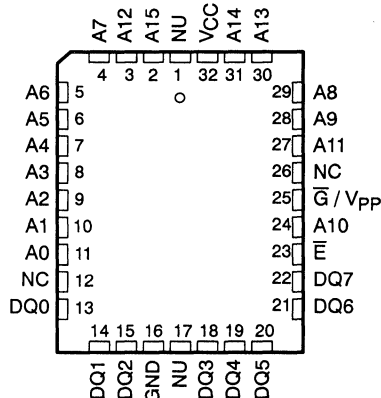 A7 A12 A15 NU VCC A14 A13
4 3 2 1 32 31 30
A6 5 29 A8
A5 6 28 A9
A4 7 27 A11
A3 8 26 NC
A2 9 25 G̅ / VPP
A1 10 24 A10
A0 11 23 E̅
NC 12 22 DQ7
DQ0 13 21 DQ6
14 15 16 17 18 19 20
DQ1 DQ2 GND NU DQ3 DQ4 DQ5